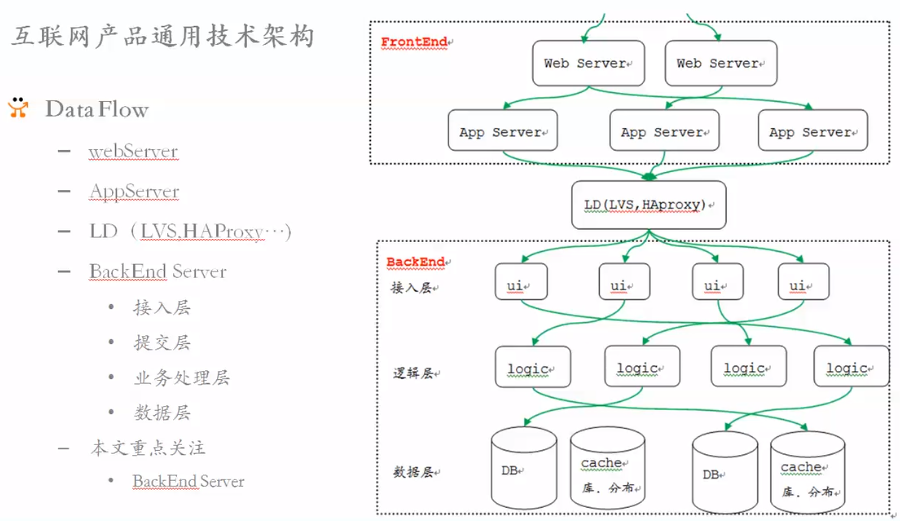 互联网产品通用技术架构
Data Flow
webServer
AppServer
LD（LVS,HAProxy…)
BackEnd Server
接入层
提交层
业务处理层
数据层
本文重点关注
BackEnd Server
FrontEnd
Web Server
Web Server
App Server
App Server
App Server
LD(LVS,HAproxy)
BackEnd
接入层
ui
ui
ui
ui
逻辑层
logic
logic
logic
logic
数据层
DB
cache
库．分布
DB
cache
库．分布